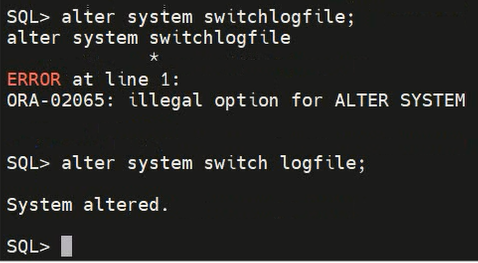 SQL> alter system switchlogfile;
alter system switchlogfile
*
ERROR at line 1:
ORA-02065: illegal option for ALTER SYSTEM
SQL> alter system switch logfile;
System altered.
SQL>